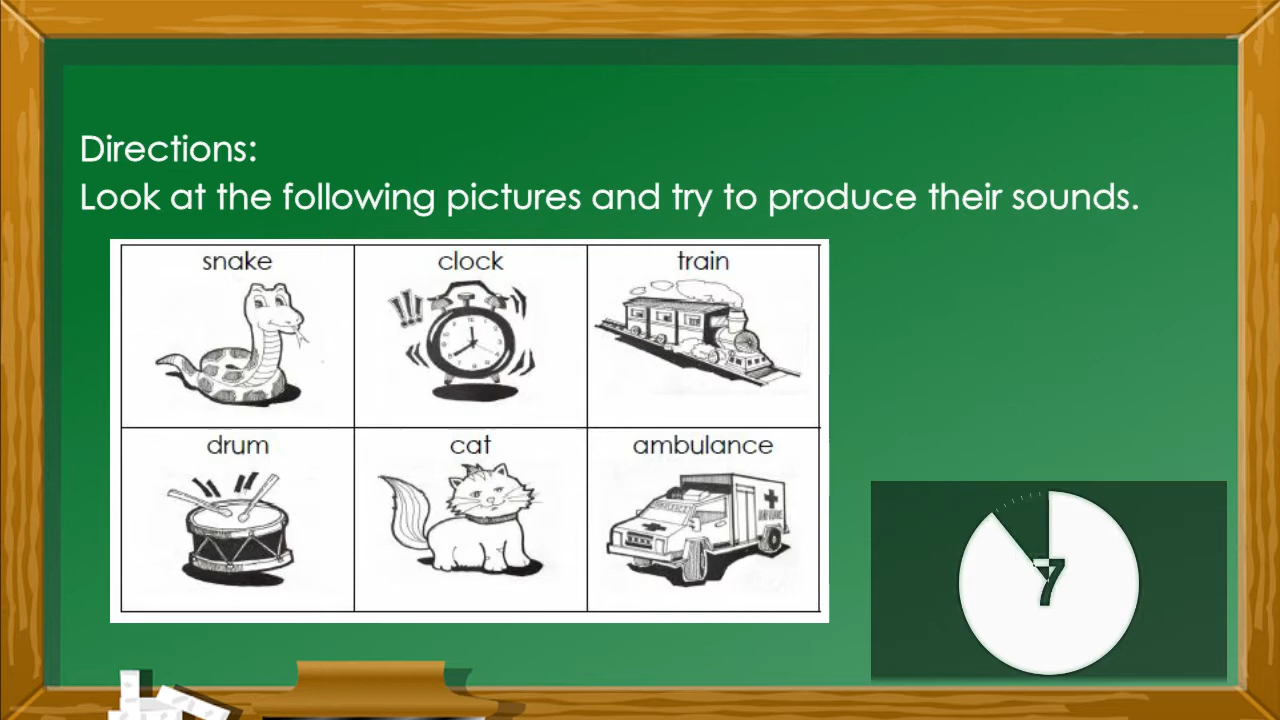 Directions:
Look at the following pictures and try to produce their sounds.
snake clock train
!!!
drum cat ambulance
7